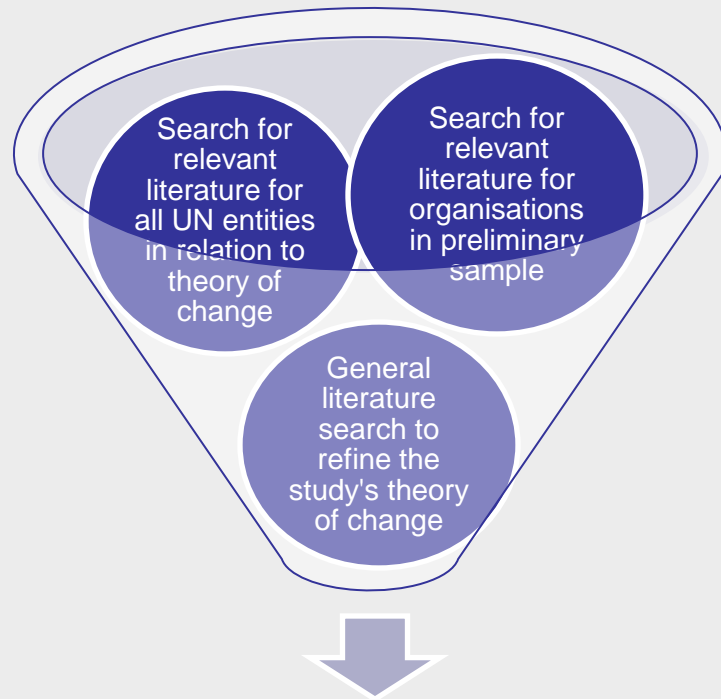 Search for
relevant
literature for
all UN entities
in relation to
theory of
change
Search for
relevant
literature for
organisations
in preliminary
sample
General
literature
search to
refine the
study's theory
of change